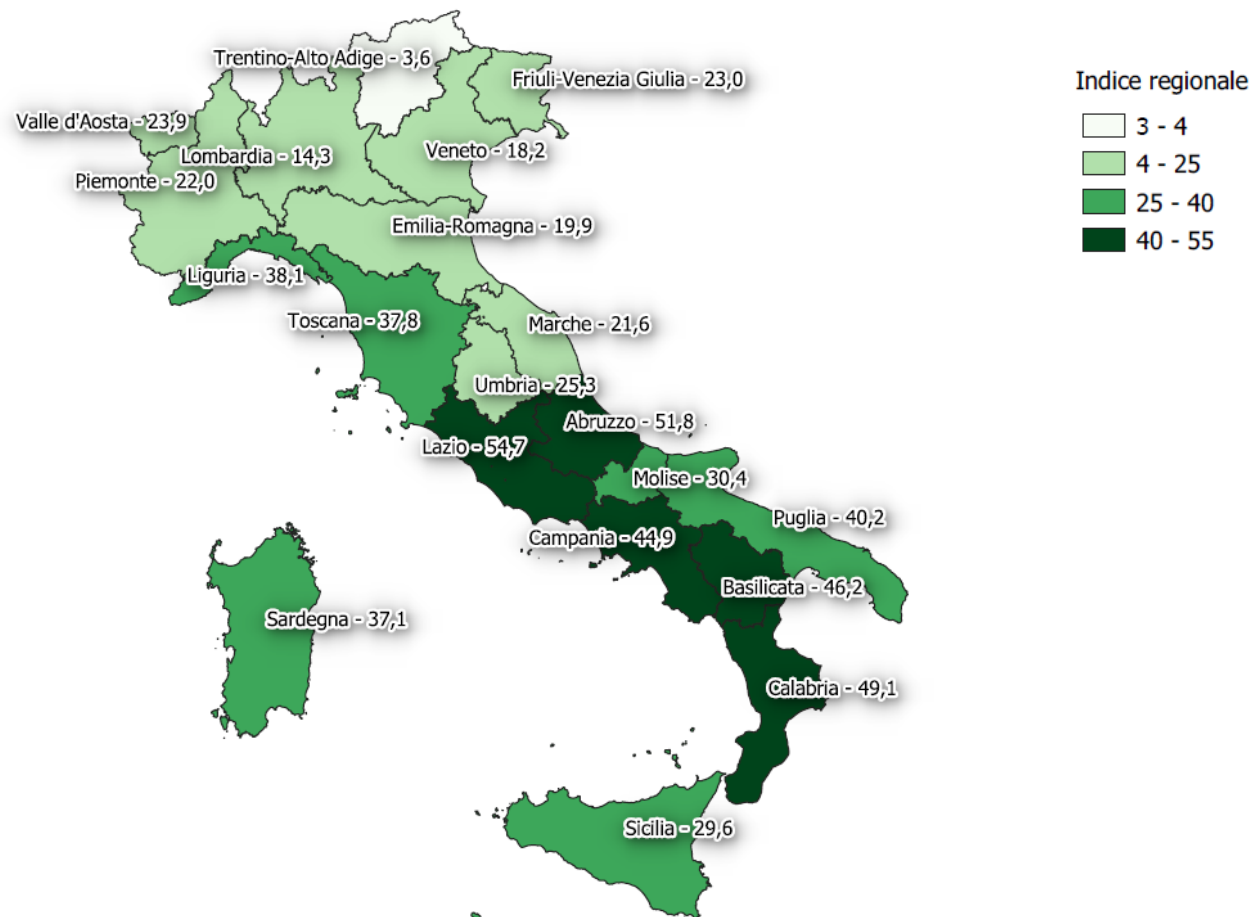 Trentino-Alto Adige - 3,6
Friuli-Venezia Giulia - 23,0
Valle d'Aosta - 23,9
Lombardia - 14,3
Veneto - 18,2
Piemonte - 22,0
Emilia-Romagna - 19,9
Liguria - 38,1
Toscana - 37,8
Marche - 21,6
Umbria - 25,3
Abruzzo - 51,8
Lazio - 54,7
Molise - 30,4
Puglia - 40,2
Campania - 44,9
Basilicata - 46,2
Sardegna - 37,1
Calabria - 49,1
Sicilia - 29,6
Indice regionale
3 - 4
4 - 25
25 - 40
40 - 55